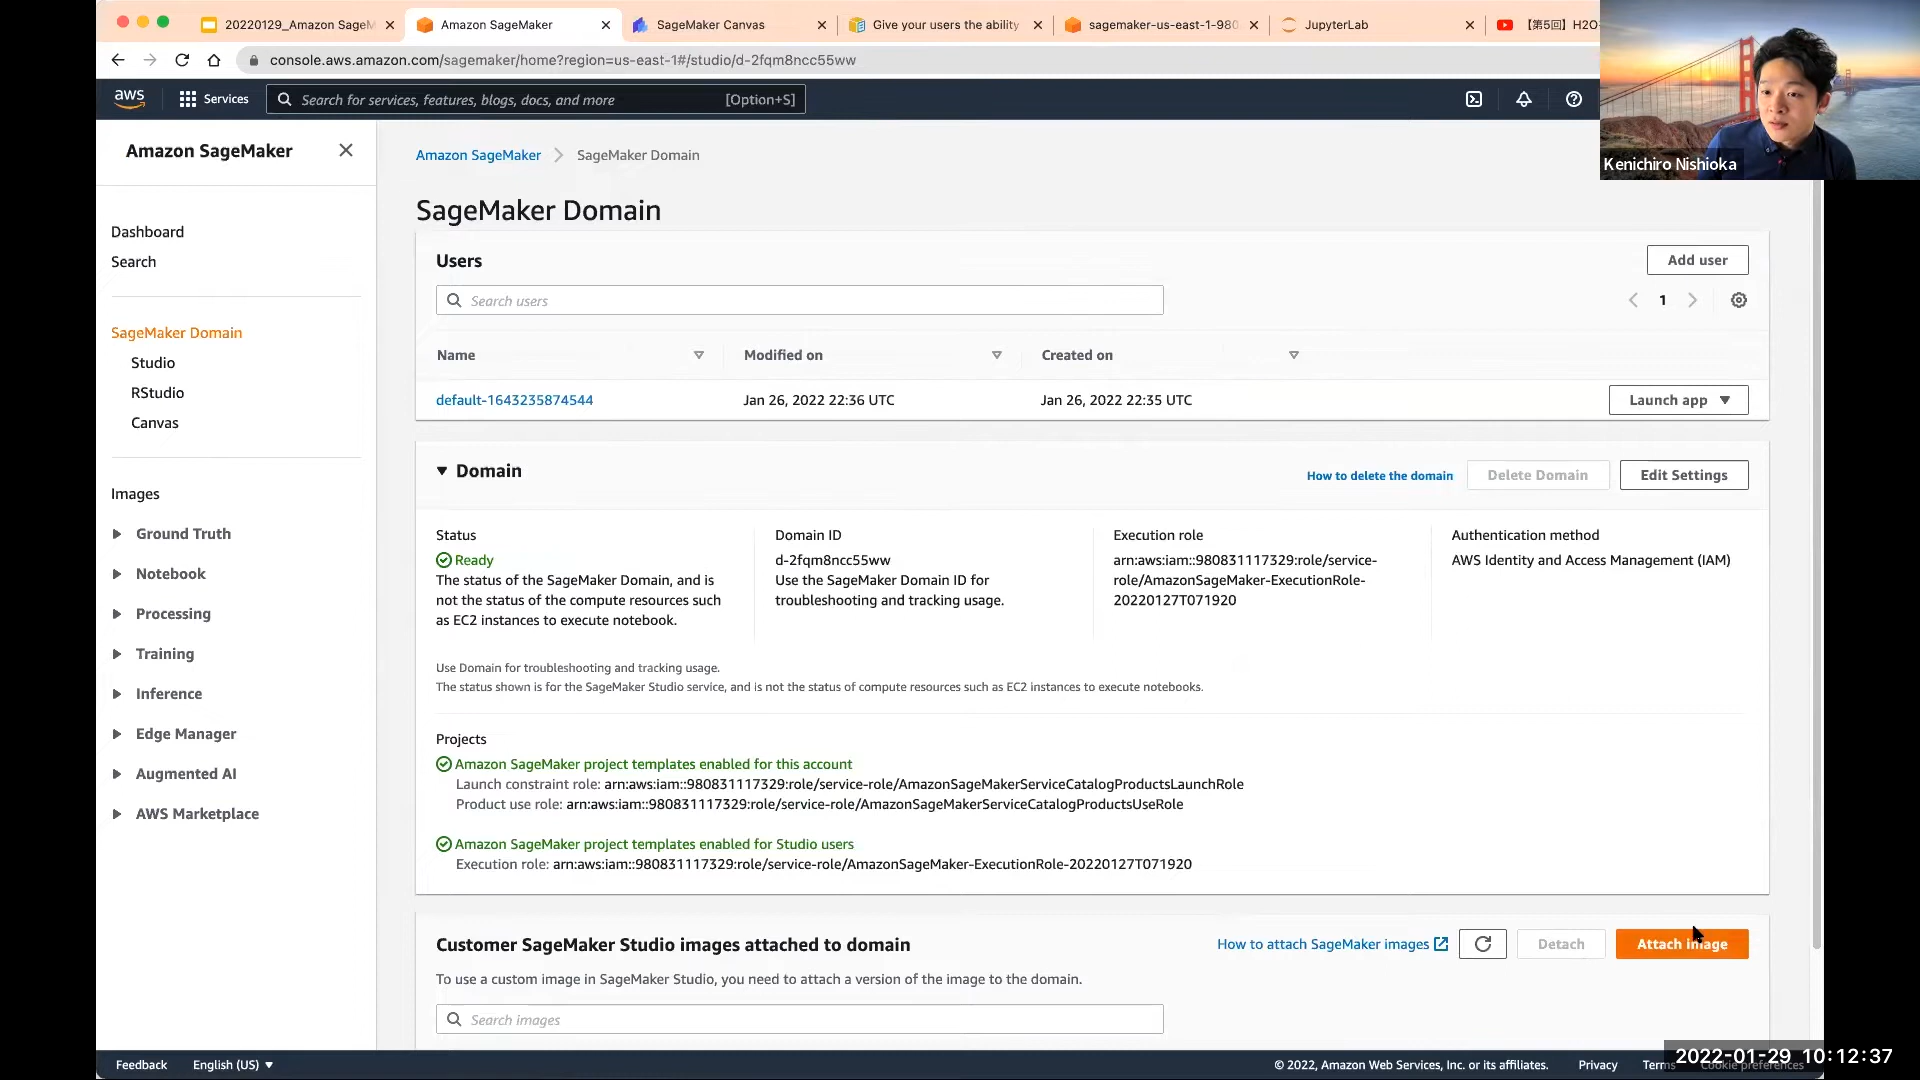 20220129_Amazon SageM
Amazon SageMaker
SageMaker Canvas
Give your users the ability
sagemaker-us-east-1-980
JupyterLab
【第5回】H2O
console.aws.amazon.com/sagemaker/home?region=us-east-1#/studio/d-2fqm8ncc55ww
aws
Services
Search for services, features, blogs, docs, and more
[Option+S]
Kenichiro Nishioka
Amazon SageMaker
Dashboard
Search
SageMaker Domain
Studio
RStudio
Canvas
Images
Ground Truth
Notebook
Processing
Training
Inference
Edge Manager
Augmented AI
AWS Marketplace
Amazon SageMaker
SageMaker Domain
SageMaker Domain
Users
Add user
Search users
1
Name
Modified on
Created on
default-1643235874544
Jan 26, 2022 22:36 UTC
Jan 26, 2022 22:35 UTC
Launch app
Domain
How to delete the domain
Delete Domain
Edit Settings
Status
Ready
The status of the SageMaker Domain, and is
not the status of the compute resources such
as EC2 instances to execute notebook.
Domain ID
d-2fqm8ncc55ww
Use the SageMaker Domain ID for
troubleshooting and tracking usage.
Execution role
arn:aws:iam::980831117329:role/service-
role/AmazonSageMaker-ExecutionRole-
20220127T071920
Authentication method
AWS Identity and Access Management (IAM)
Use Domain for troubleshooting and tracking usage.
The status shown is for the SageMaker Studio service, and is not the status of compute resources such as EC2 instances to execute notebooks.
Projects
Amazon SageMaker project templates enabled for this account
Launch constraint role: arn:aws:iam::980831117329:role/service-role/AmazonSageMakerServiceCatalogProductsLaunchRole
Product use role: arn:aws:iam::980831117329:role/service-role/AmazonSageMakerServiceCatalogProductsUseRole
Amazon SageMaker project templates enabled for Studio users
Execution role: arn:aws:iam::980831117329:role/service-role/AmazonSageMaker-ExecutionRole-20220127T071920
Customer SageMaker Studio images attached to domain
How to attach SageMaker images
Detach
Attach image
To use a custom image in SageMaker Studio, you need to attach a version of the image to the domain.
Search images
Feedback
English (US)
© 2022, Amazon Web Services, Inc. or its affiliates.
Privacy
Terms
Cookie preferences
2022-01-29 10:12:37